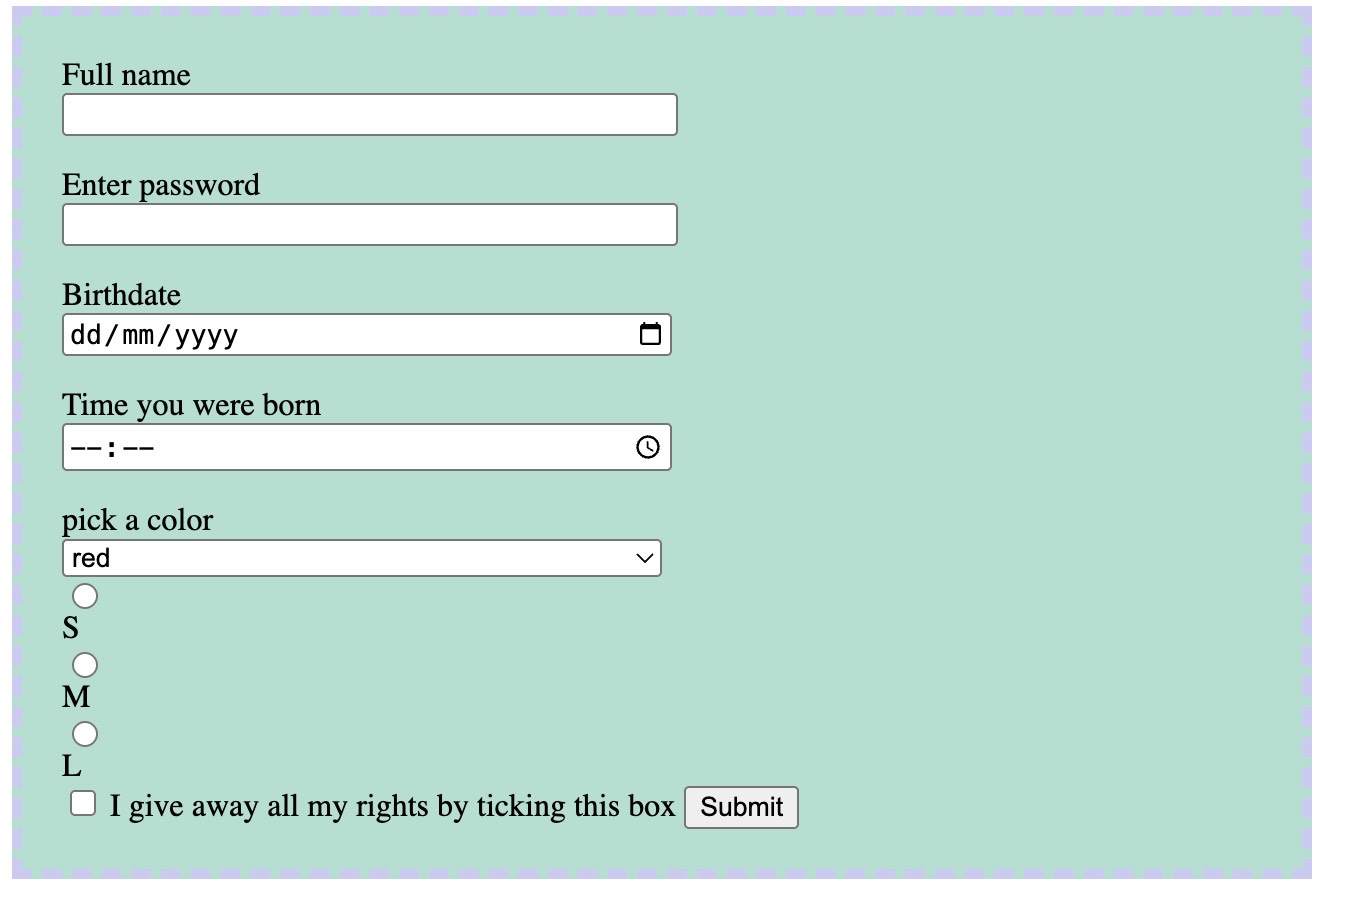 Full name
Enter password
Birthdate
dd/mm/yyyy
Time you were born
--:--
pick a color
red
S
M
L
I give away all my rights by ticking this box Submit